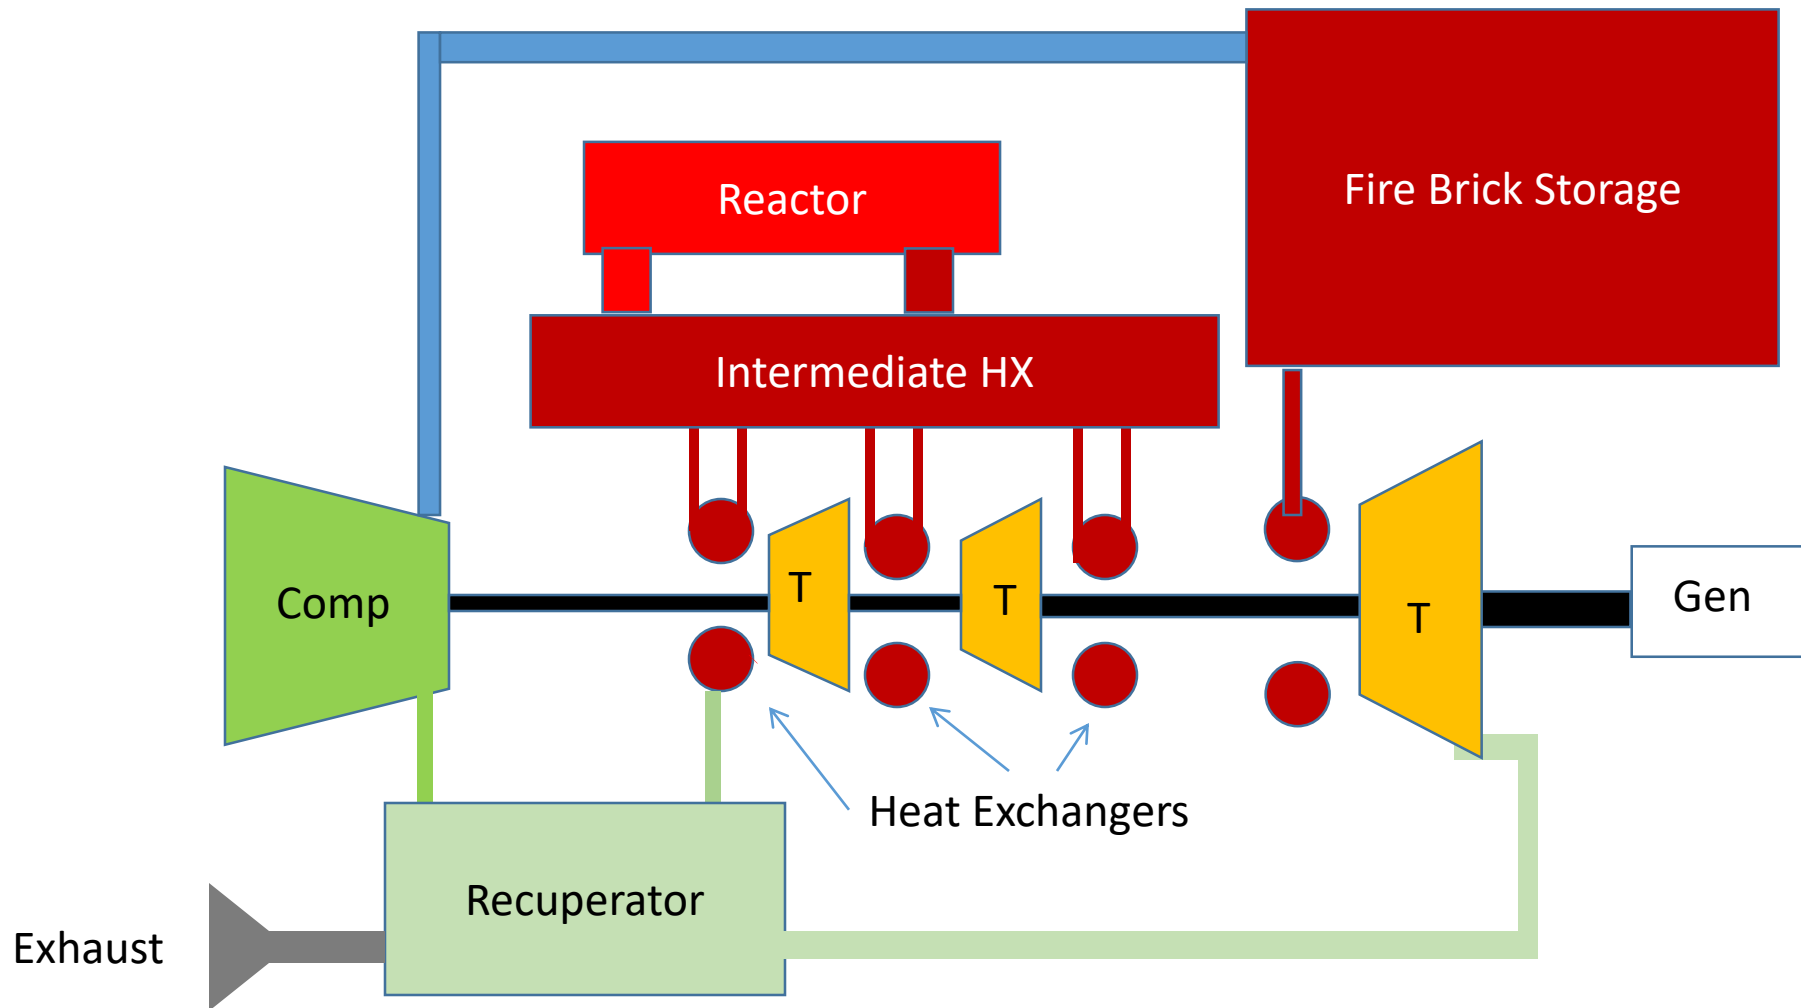 Fire Brick Storage
Reactor
Intermediate HX
Comp
T
T
T
Gen
Heat Exchangers
Recuperator
Exhaust